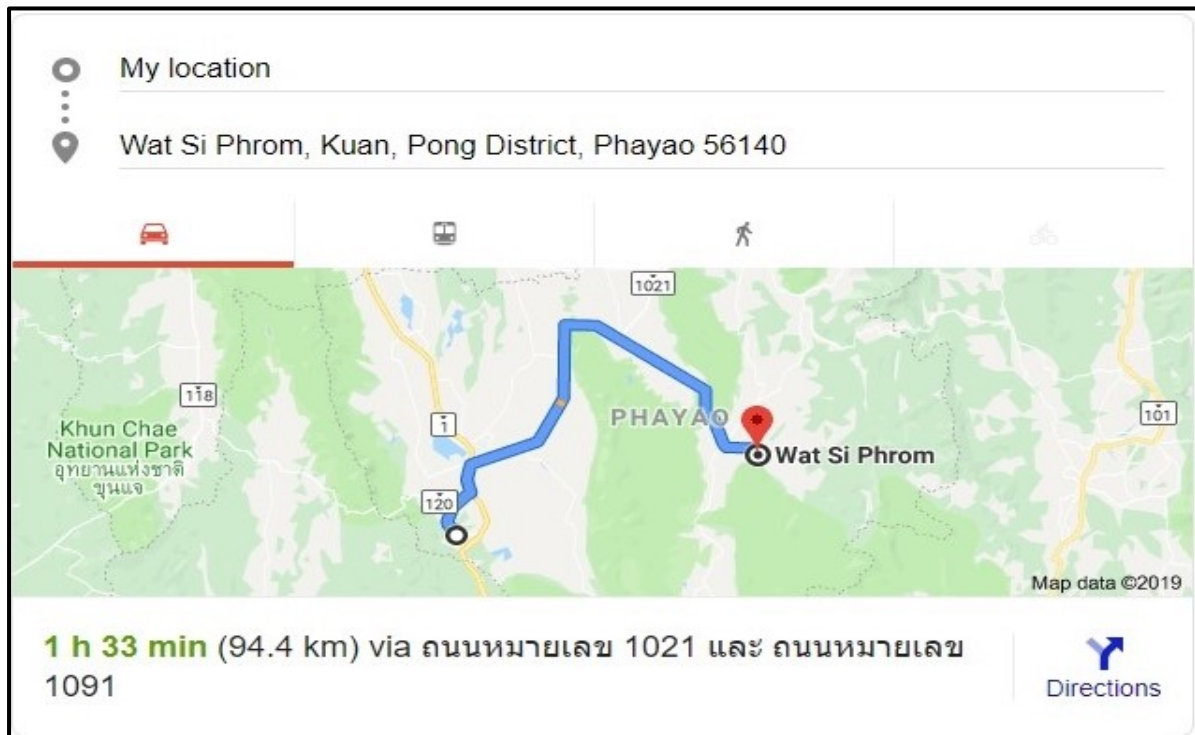 My location
Wat Si Phrom, Kuan, Pong District, Phayao 56140
1021
118
PHAYAO
101
1
Khun Chae
National Park
อุทยานแห่งชาติ
ขุนแจ
Wat Si Phrom
120
Map data ©2019
1 h 33 min (94.4 km) via ถนนหมายเลข 1021 และ ถนนหมายเลข
1091
Directions